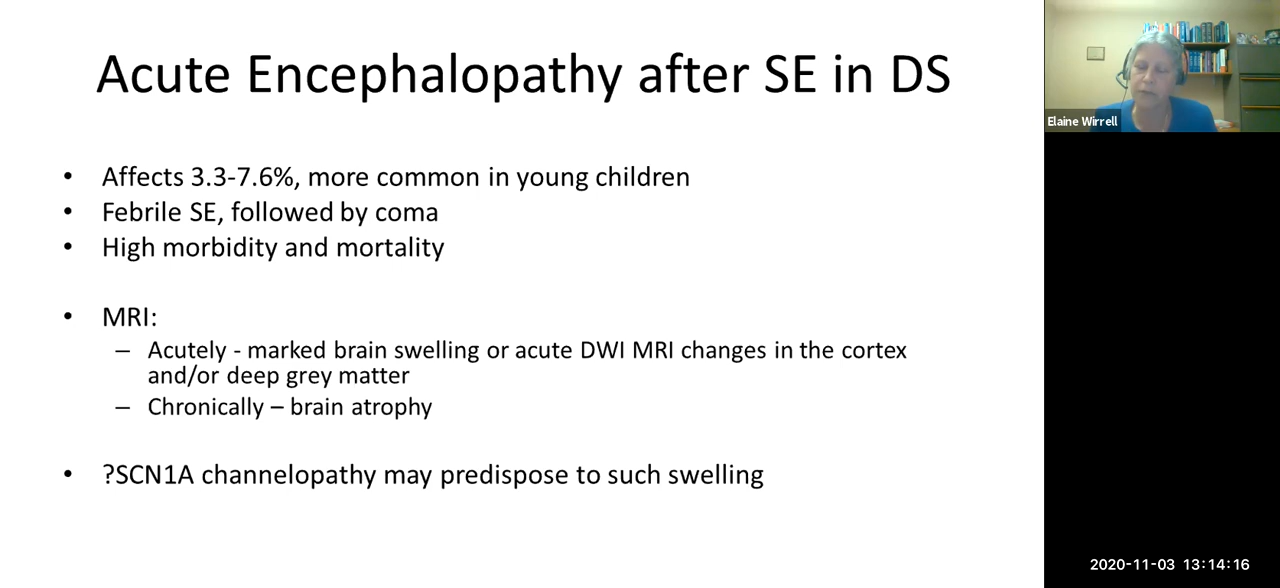 Acute Encephalopathy after SE in DS
• Affects 3.3-7.6%, more common in young children
• Febrile SE, followed by coma
• High morbidity and mortality
• MRI:
– Acutely - marked brain swelling or acute DWI MRI changes in the cortex
and/or deep grey matter
– Chronically – brain atrophy
• ?SCN1A channelopathy may predispose to such swelling
Elaine Wirrell
2020-11-03 13:14:16